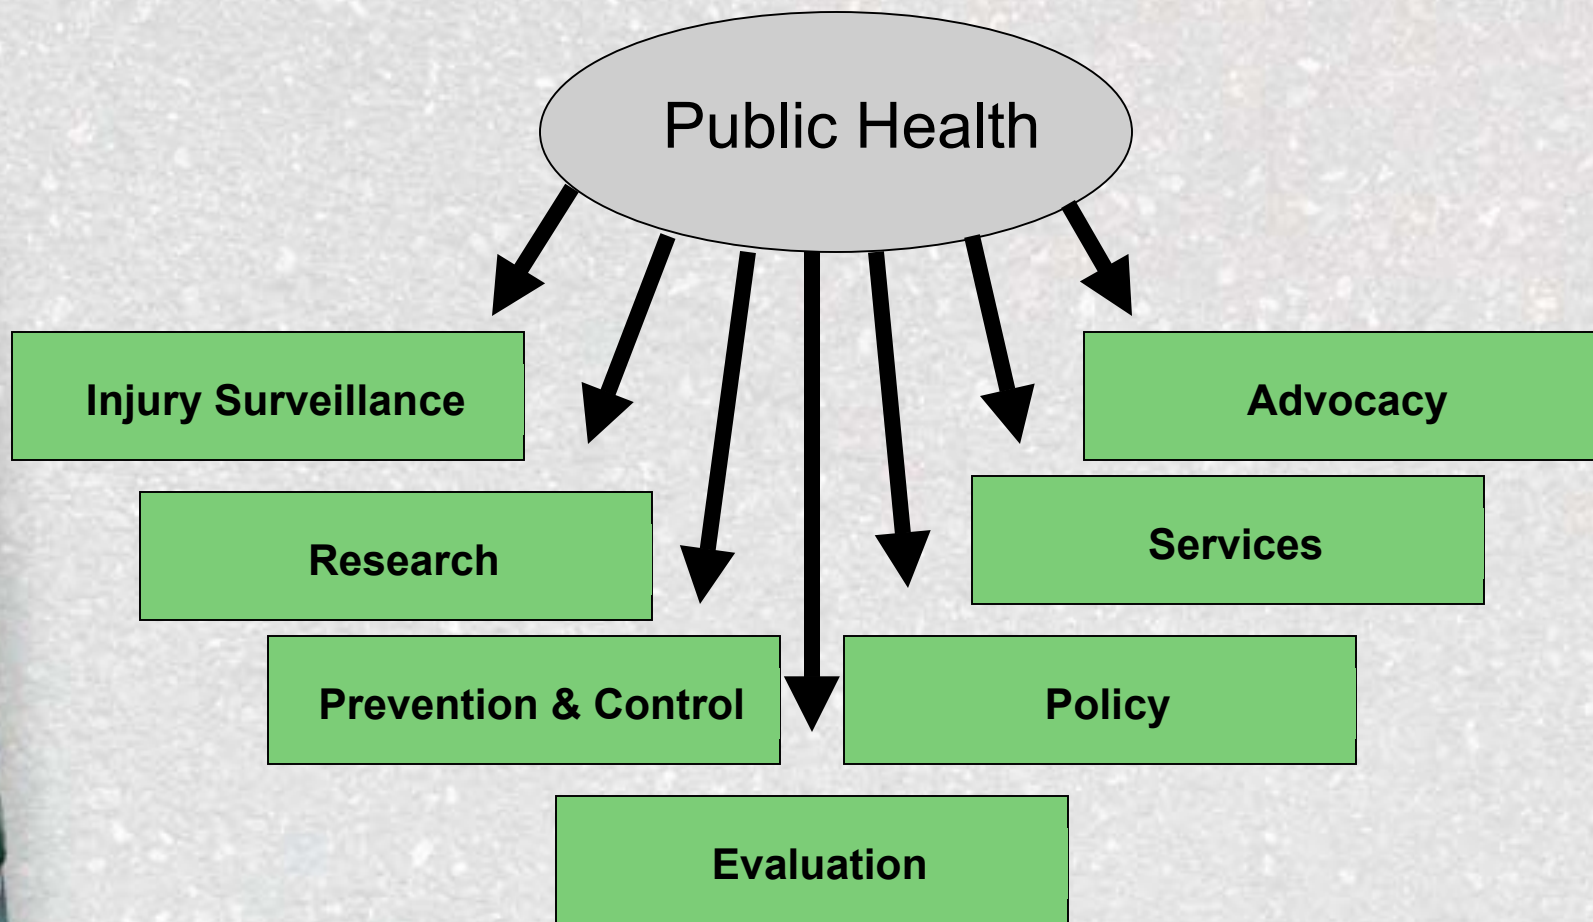 Public Health
Injury Surveillance
Advocacy
Research
Services
Prevention & Control
Policy
Evaluation